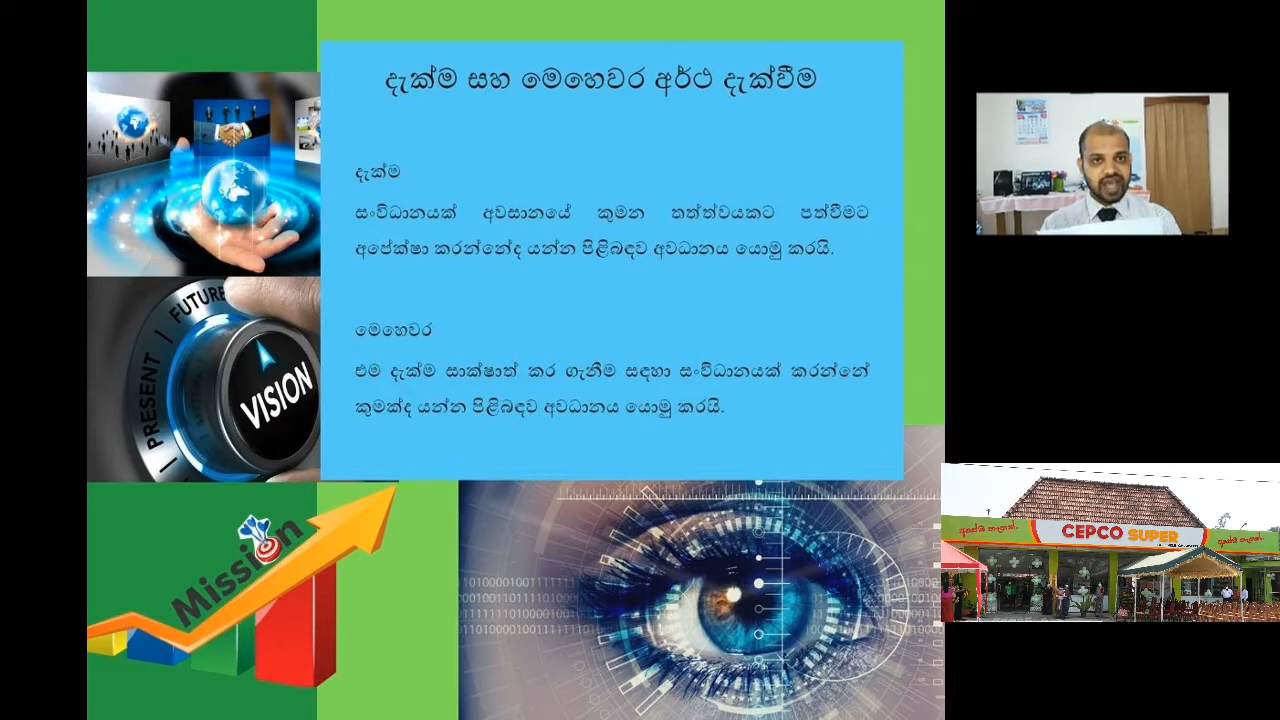 දැක්ම සහ මෙහෙවර අර්ථ දැක්වීම
දැක්ම
සංවිධානයක් අවසානයේ කුමන තත්ත්වයකට පත්වීමට
අපේක්ෂා කරන්නේද යන්න පිළිබඳව අවධානය යොමු කරයි.
මෙහෙවර
එම දැක්ම සාක්ෂාත් කර ගැනීම සඳහා සංවිධානයක් කරන්නේ
කුමක්ද යන්න පිළිබඳව අවධානය යොමු කරයි.
PRESENT | FUTURE
VISION
Mission
CEPCO SUPER